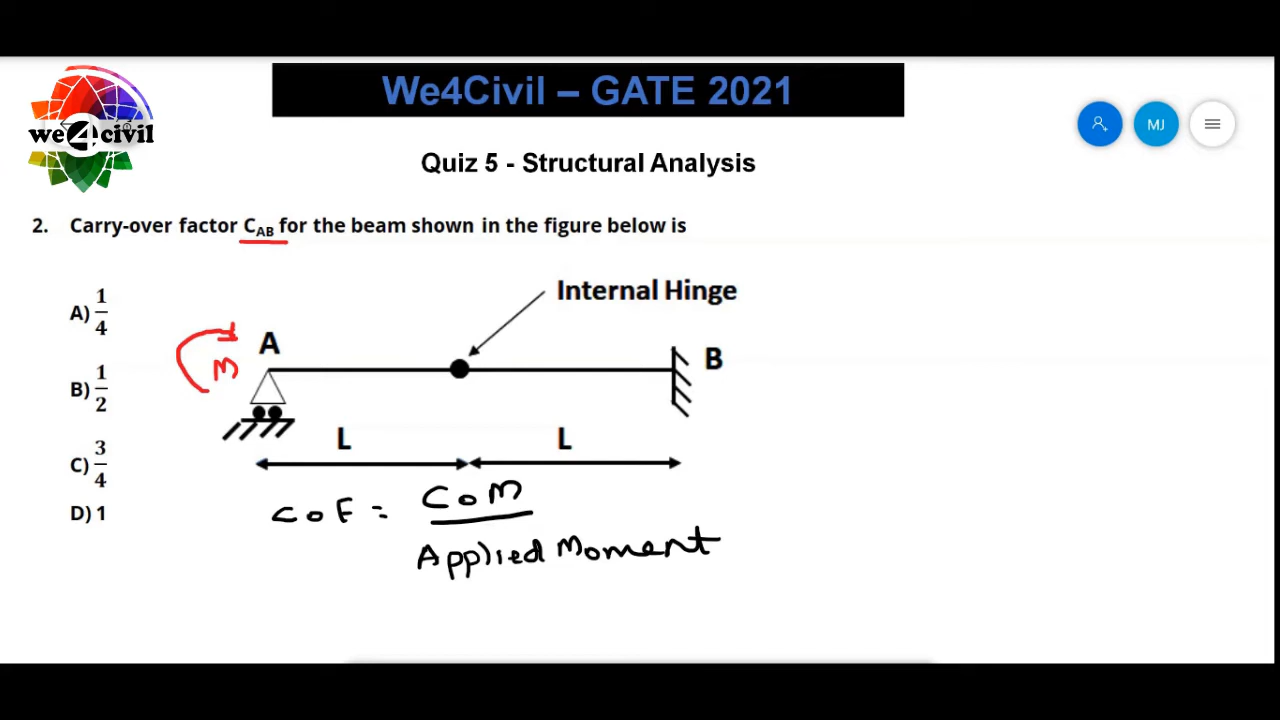 We4Civil – GATE 2021
we4civil
MJ
Quiz 5 - Structural Analysis
2. Carry-over factor C_AB for the beam shown in the figure below is
Internal Hinge
A) 1/4
A
M
B
B) 1/2
L L
C) 3/4
COF = COM / Applied Moment
D) 1